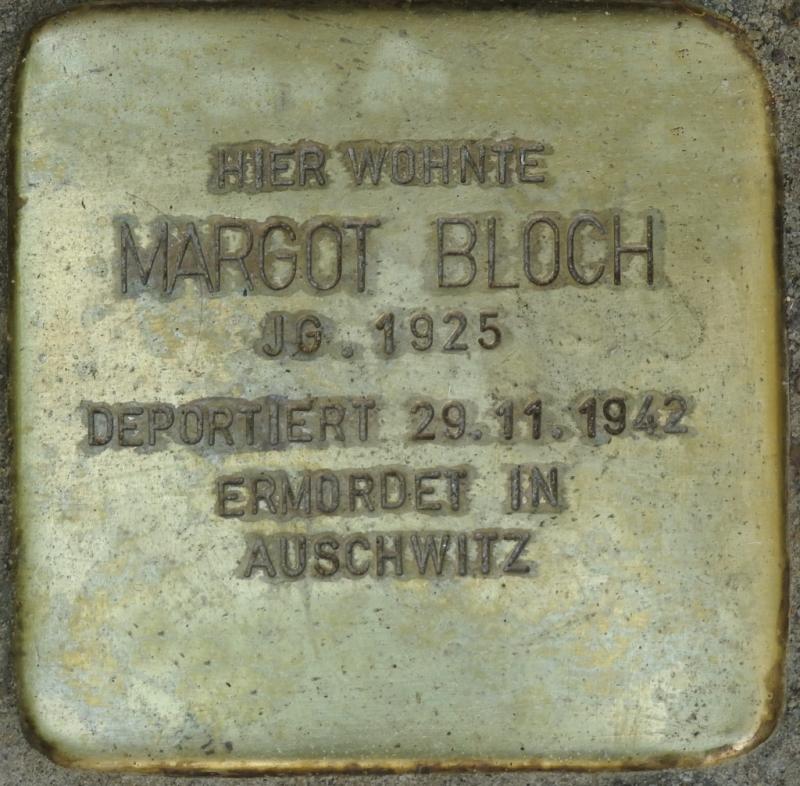 HIER WOHNTE
MARGOT BLOCH
JG. 1925
DEPORTIERT 29.11.1942
ERMORDET IN
AUSCHWITZ